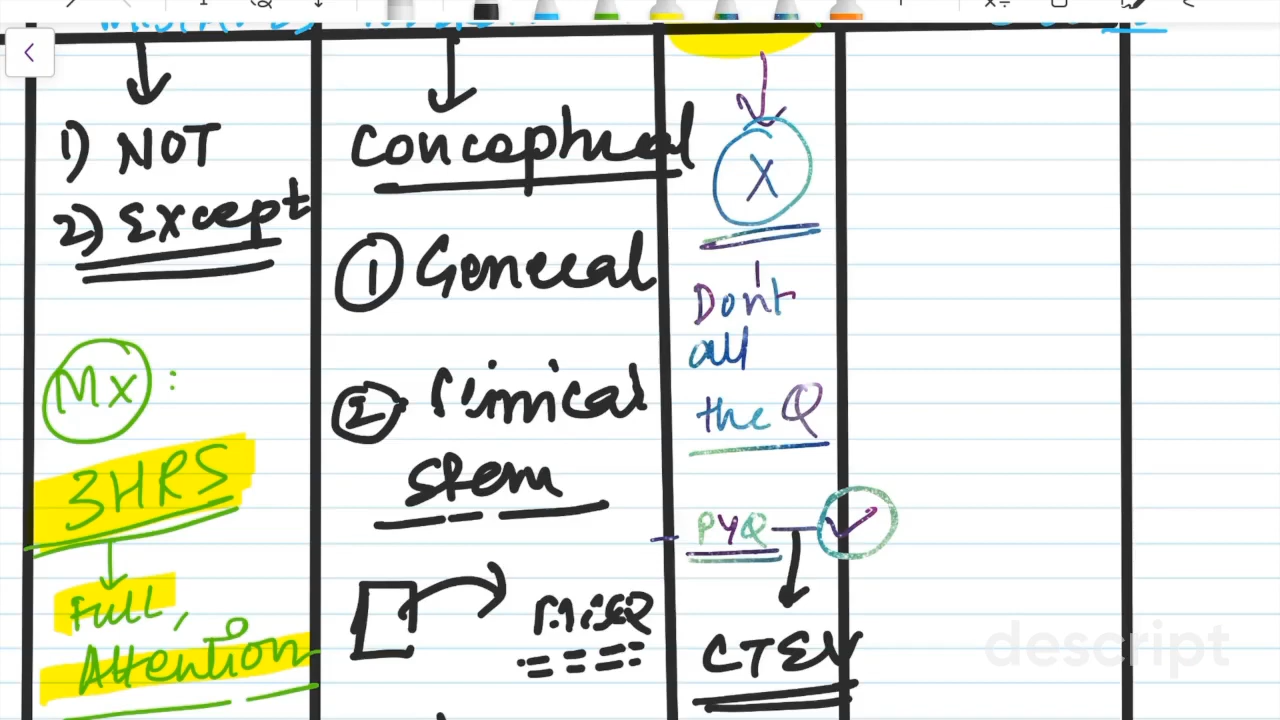 1) NOT
2) Except
Mx :
3HRS
Full,
Attention
Conceptual
1 General
2 Clinical
Stem
X
Don't
all
the Q
PYQ
CTEV
descript